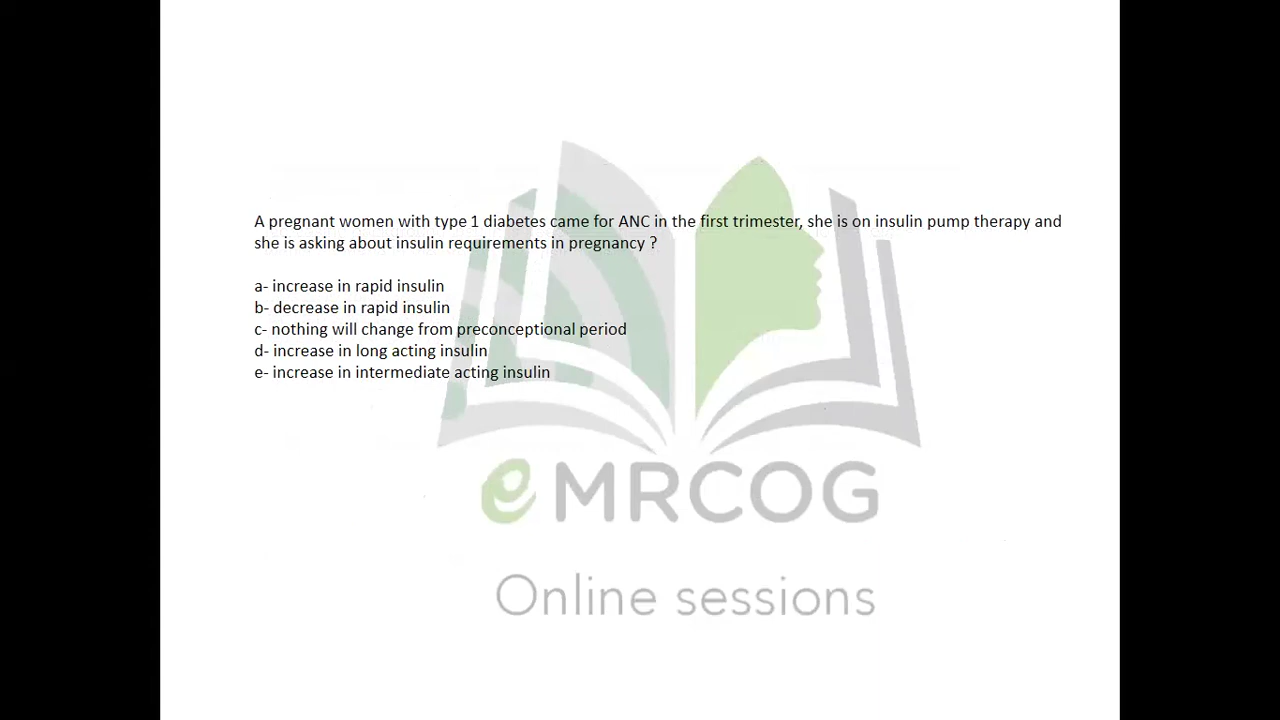 A pregnant women with type 1 diabetes came for ANC in the first trimester, she is on insulin pump therapy and
she is asking about insulin requirements in pregnancy ?
a- increase in rapid insulin
b- decrease in rapid insulin
c- nothing will change from preconceptional period
d- increase in long acting insulin
e- increase in intermediate acting insulin
eMRCOG
Online sessions